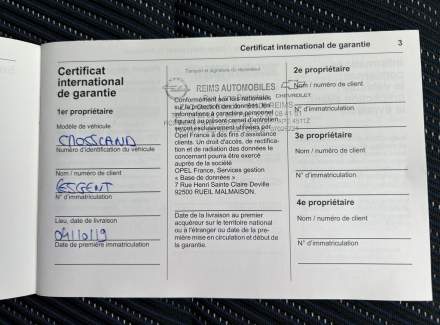 Certificat international de garantie 3
Certificat
international
de garantie
1er propriétaire
Modèle de véhicule
CROSSLAND
Numéro d'identification du véhicule
Nom / numéro de client
N° d'immatriculation
Lieu, date de livraison
04/10/19
Date de première immatriculation
Tampon et signature du réparateur
REIMS AUTOMOBILES
CHEVROLET
Conformément aux lois nationales
sur la protection des données, les
informations à caractère personnel
figurant au présent carnet d'entretien
seront exclusivement utilisées par
Opel France à des fins d'assistance
clients. Un droit d'accès, de rectifica-
tion et de radiation des données le
concernant pourra être exercé
auprès de la société
OPEL France, Services gestion
« Base de données »
7 Rue Henri Sainte Claire Deville
92500 RUEIL MALMAISON.
Date de la livraison au premier
acquéreur sur le territoire national
ou à l'étranger ou date de la pre-
mière mise en circulation et début de
la garantie.
2e propriétaire
Nom / numéro de client
N° d'immatriculation
3e propriétaire
Nom / numéro de client
N° d'immatriculation
4e propriétaire
Nom / numéro de client
N° d'immatriculation